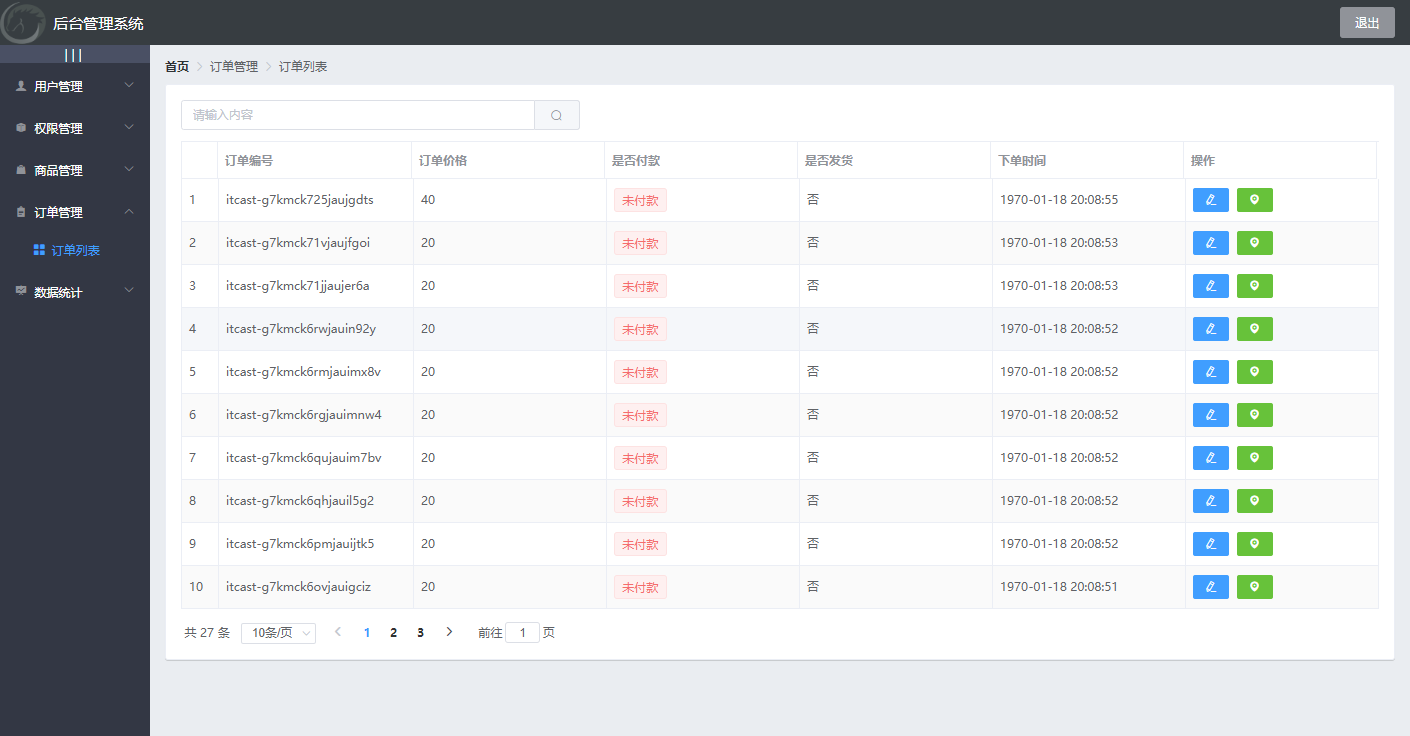 后台管理系统
退出
|||
用户管理
权限管理
商品管理
订单管理
订单列表
数据统计
首页 订单管理 订单列表
请输入内容
订单编号 订单价格 是否付款 是否发货 下单时间 操作
1 itcast-g7kmck725jaujgdts 40 未付款 否 1970-01-18 20:08:55
2 itcast-g7kmck71vjaujfgoi 20 未付款 否 1970-01-18 20:08:53
3 itcast-g7kmck71jjaujer6a 20 未付款 否 1970-01-18 20:08:53
4 itcast-g7kmck6rwjauin92y 20 未付款 否 1970-01-18 20:08:52
5 itcast-g7kmck6rmjauimx8v 20 未付款 否 1970-01-18 20:08:52
6 itcast-g7kmck6rgjauimnw4 20 未付款 否 1970-01-18 20:08:52
7 itcast-g7kmck6qujauim7bv 20 未付款 否 1970-01-18 20:08:52
8 itcast-g7kmck6qhjauil5g2 20 未付款 否 1970-01-18 20:08:52
9 itcast-g7kmck6pmjauijtk5 20 未付款 否 1970-01-18 20:08:52
10 itcast-g7kmck6ovjauigciz 20 未付款 否 1970-01-18 20:08:51
共 27 条 10条/页 1 2 3 前往 1 页